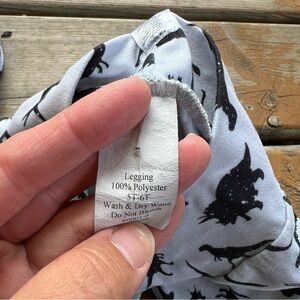 Legging
100% Polyester
5T-6T
Wash & Dry Warm
Do Not Bleach